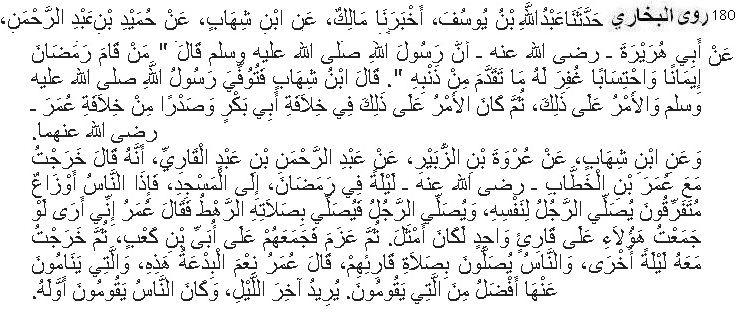 180 روى البخاري حَدَّثَنَا عَبْدُ اللَّهِ بْنُ يُوسُفَ، أَخْبَرَنَا مَالِكٌ، عَنِ ابْنِ شِهَابٍ، عَنْ حُمَيْدِ بْنِ عَبْدِ الرَّحْمَنِ،
عَنْ أَبِي هُرَيْرَةَ ـ رضى الله عنه ـ أَنَّ رَسُولَ اللَّهِ صلى الله عليه وسلم قَالَ " مَنْ قَامَ رَمَضَانَ
إِيمَانًا وَاحْتِسَابًا غُفِرَ لَهُ مَا تَقَدَّمَ مِنْ ذَنْبِهِ ". قَالَ ابْنُ شِهَابٍ فَتُوُفِّيَ رَسُولُ اللَّهِ صلى الله عليه
وسلم وَالأَمْرُ عَلَى ذَلِكَ، ثُمَّ كَانَ الأَمْرُ عَلَى ذَلِكَ فِي خِلاَفَةِ أَبِي بَكْرٍ وَصَدْرًا مِنْ خِلاَفَةِ عُمَرَ ـ
رضى الله عنهما.
وَعَنِ ابْنِ شِهَابٍ، عَنْ عُرْوَةَ بْنِ الزُّبَيْرِ، عَنْ عَبْدِ الرَّحْمَنِ بْنِ عَبْدٍ الْقَارِيِّ، أَنَّهُ قَالَ خَرَجْتُ
مَعَ عُمَرَ بْنِ الْخَطَّابِ ـ رضى الله عنه ـ لَيْلَةً فِي رَمَضَانَ، إِلَى الْمَسْجِدِ، فَإِذَا النَّاسُ أَوْزَاعٌ
مُتَفَرِّقُونَ يُصَلِّي الرَّجُلُ لِنَفْسِهِ، وَيُصَلِّي الرَّجُلُ فَيُصَلِّي بِصَلاَتِهِ الرَّهْطُ فَقَالَ عُمَرُ إِنِّي أَرَى لَوْ
جَمَعْتُ هَؤُلاَءِ عَلَى قَارِئٍ وَاحِدٍ لَكَانَ أَمْثَلَ. ثُمَّ عَزَمَ فَجَمَعَهُمْ عَلَى أُبَىِّ بْنِ كَعْبٍ، ثُمَّ خَرَجْتُ
مَعَهُ لَيْلَةً أُخْرَى، وَالنَّاسُ يُصَلُّونَ بِصَلاَةِ قَارِئِهِمْ، قَالَ عُمَرُ نِعْمَ الْبِدْعَةُ هَذِهِ، وَالَّتِي يَنَامُونَ
عَنْهَا أَفْضَلُ مِنَ الَّتِي يَقُومُونَ. يُرِيدُ آخِرَ اللَّيْلِ، وَكَانَ النَّاسُ يَقُومُونَ أَوَّلَهُ.